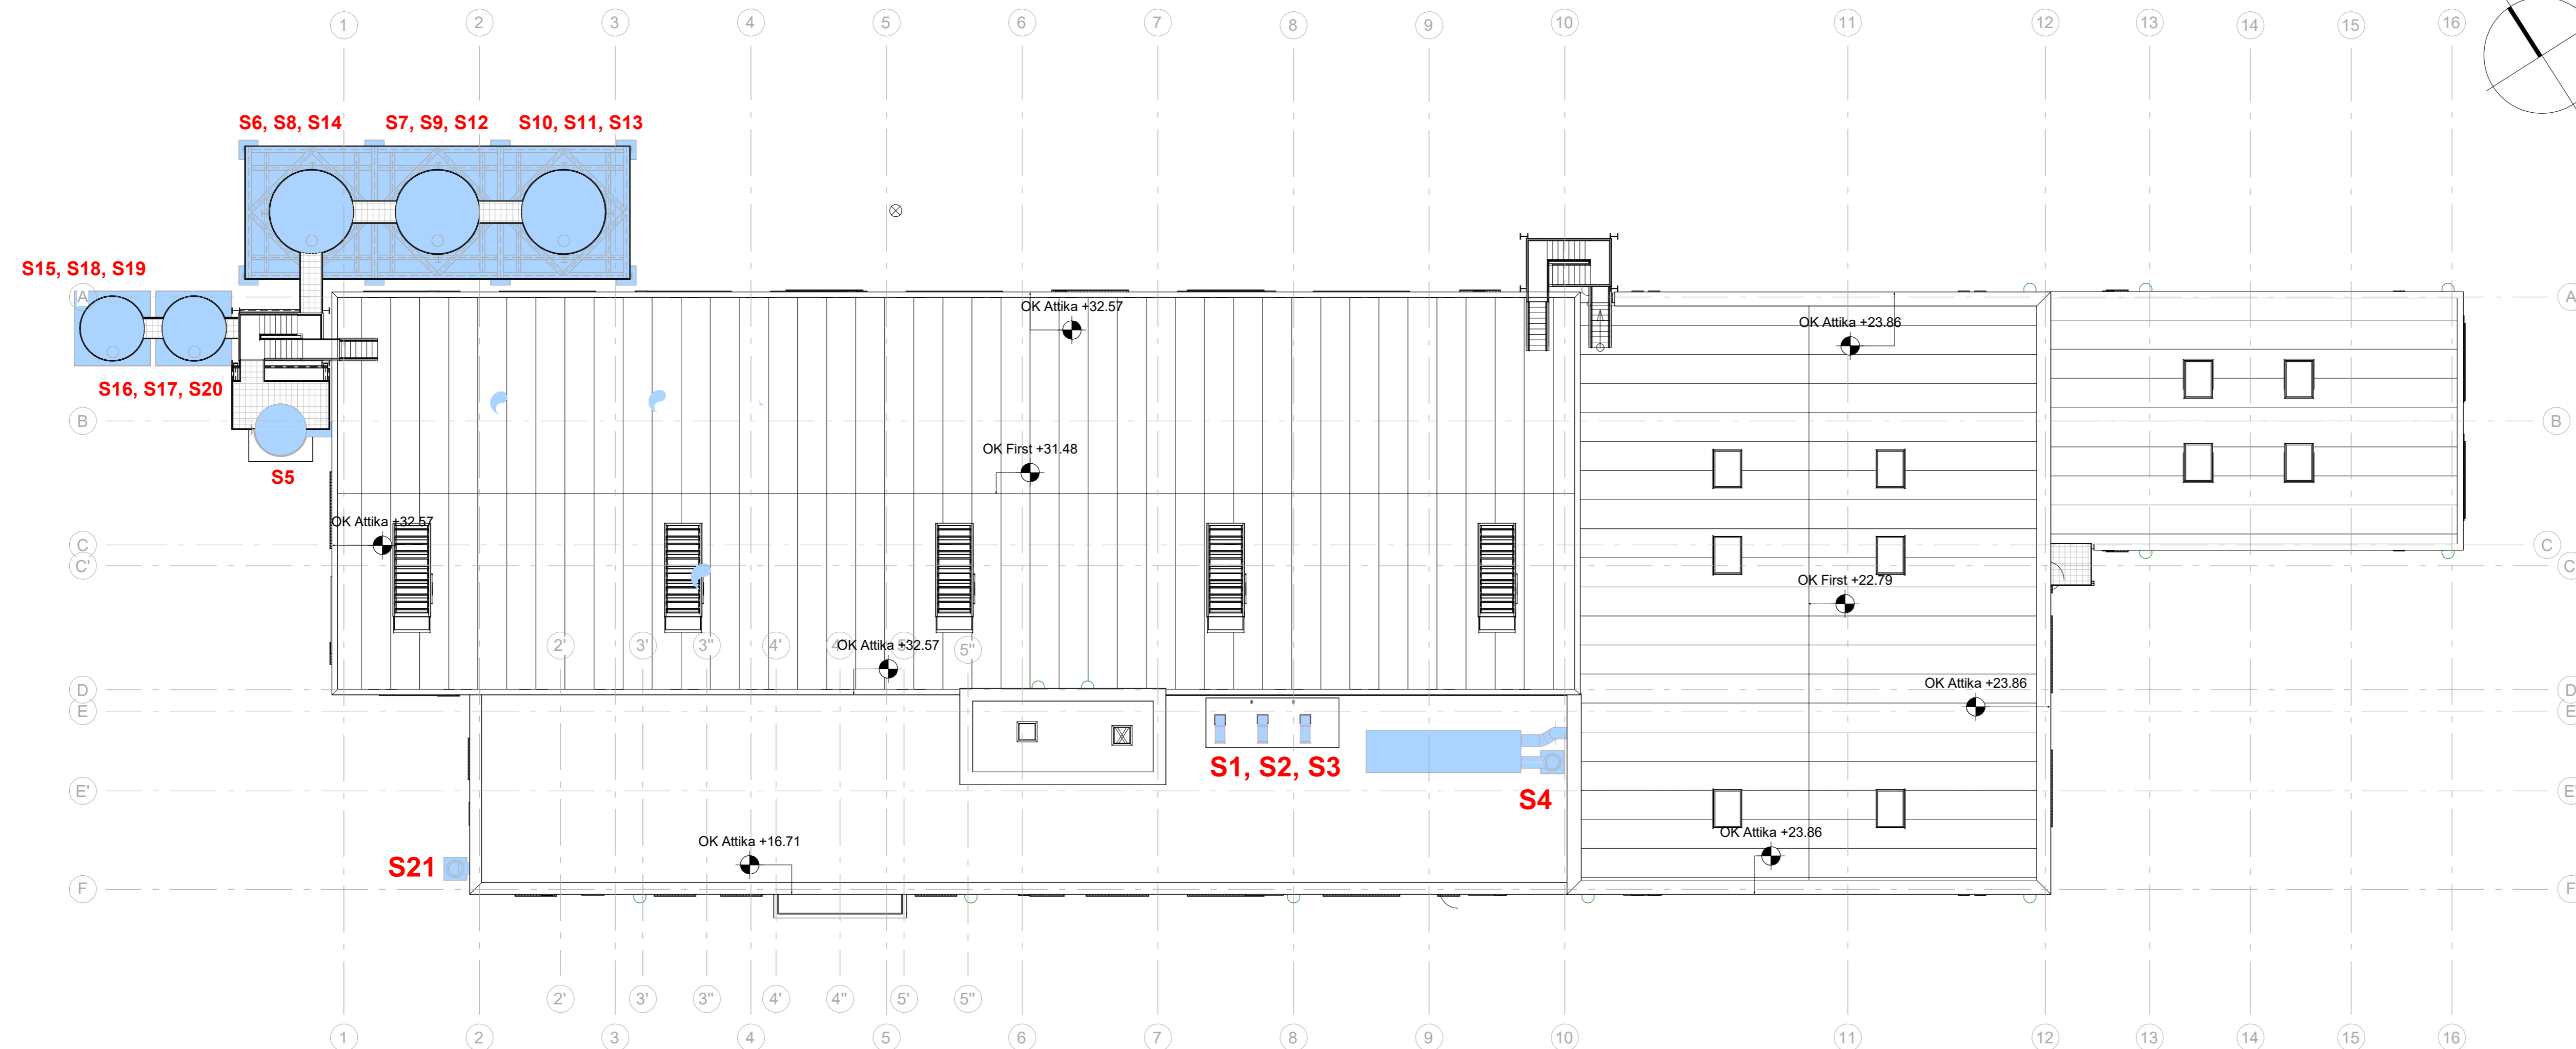 1 2 3 4 5 6 7 8 9 10 11 12 13 14 15 16
S6, S8, S14 S7, S9, S12 S10, S11, S13
S15, S18, S19
A A
OK Attika +32.57 OK Attika +23.86
S16, S17, S20
B B
OK First +31.48
S5
OK Attika +32.57
C C
C' C
OK First +22.79
2' 3' 3" 4' 5"
OK Attika +32.57
OK Attika +23.86
D D
E E
S1, S2, S3
E' E'
S4
OK Attika +23.86
OK Attika +16.71
S21
F F
2' 3' 3" 4' 4" 5' 5"
1 2 3 4 5 6 7 8 9 10 11 12 13 14 15 16